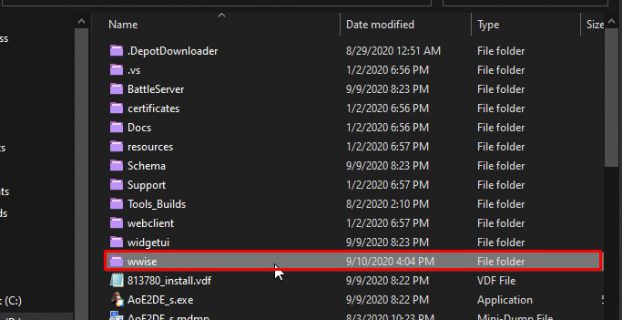 Name Date modified Type Size
.DepotDownloader 8/29/2020 12:51 AM File folder
.vs 1/2/2020 6:56 PM File folder
BattleServer 9/9/2020 8:23 PM File folder
certificates 1/2/2020 6:56 PM File folder
Docs 1/2/2020 6:56 PM File folder
resources 1/2/2020 6:57 PM File folder
Schema 9/9/2020 8:23 PM File folder
Support 1/2/2020 6:57 PM File folder
Tools_Builds 8/2/2020 2:10 PM File folder
webclient 1/2/2020 6:57 PM File folder
widgetui 9/9/2020 8:23 PM File folder
wwise 9/10/2020 4:04 PM File folder
813780_install.vdf 9/9/2020 8:22 PM VDF File
(C:) AoE2DE_s.exe 9/9/2020 8:22 PM Application
AoE2DE_s.mdmp 8/3/2020 10:23 PM Mini-Dump File